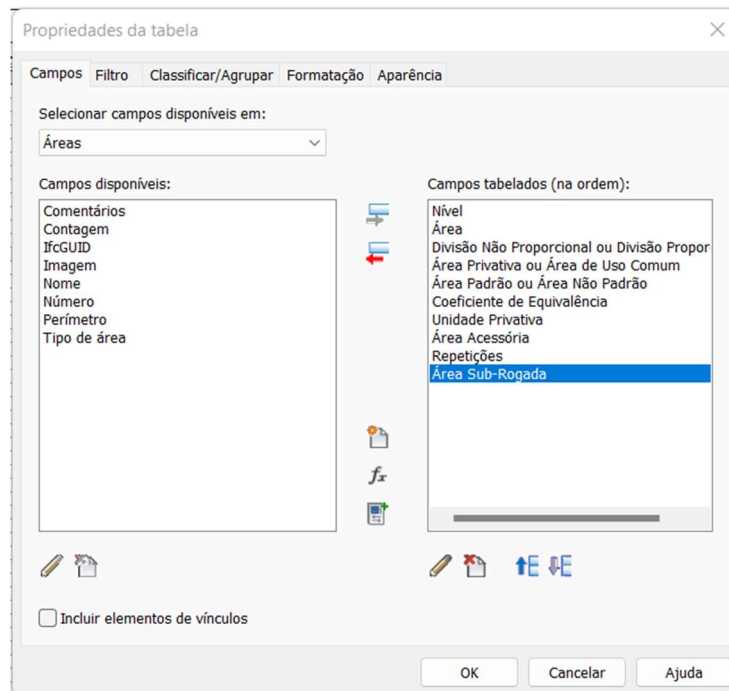 Propriedades da tabela
Campos Filtro Classificar/Agrupar Formatação Aparência
Selecionar campos disponíveis em:
Áreas
Campos disponíveis:
Comentários
Contagem
IfcGUID
Imagem
Nome
Número
Perímetro
Tipo de área
Campos tabelados (na ordem):
Nível
Área
Divisão Não Proporcional ou Divisão Propor
Área Privativa ou Área de Uso Comum
Área Padrão ou Área Não Padrão
Coeficiente de Equivalência
Unidade Privativa
Área Acessória
Repetições
Área Sub-Rogada
fx
Incluir elementos de vínculos
OK Cancelar Ajuda